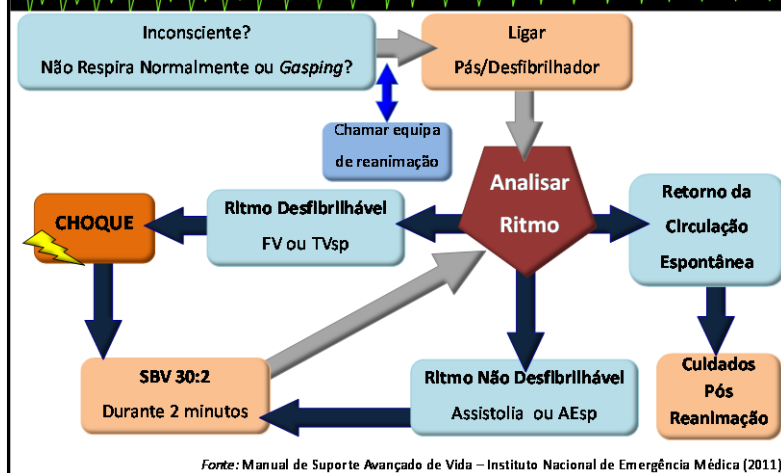 Inconsciente?
Não Respira Normalmente ou Gasping?
Ligar
Pás/Desfibrilhador
Chamar equipa
de reanimação
Analisar
Ritmo
Retorno da
Circulação
Espontânea
Ritmo Desfibrilhável
FV ou TVsp
CHOQUE
SBV 30:2
Durante 2 minutos
Ritmo Não Desfibrilhável
Assistolia ou AEsp
Cuidados
Pós
Reanimação
Fonte: Manual de Suporte Avançado de Vida – Instituto Nacional de Emergência Médica (2011)